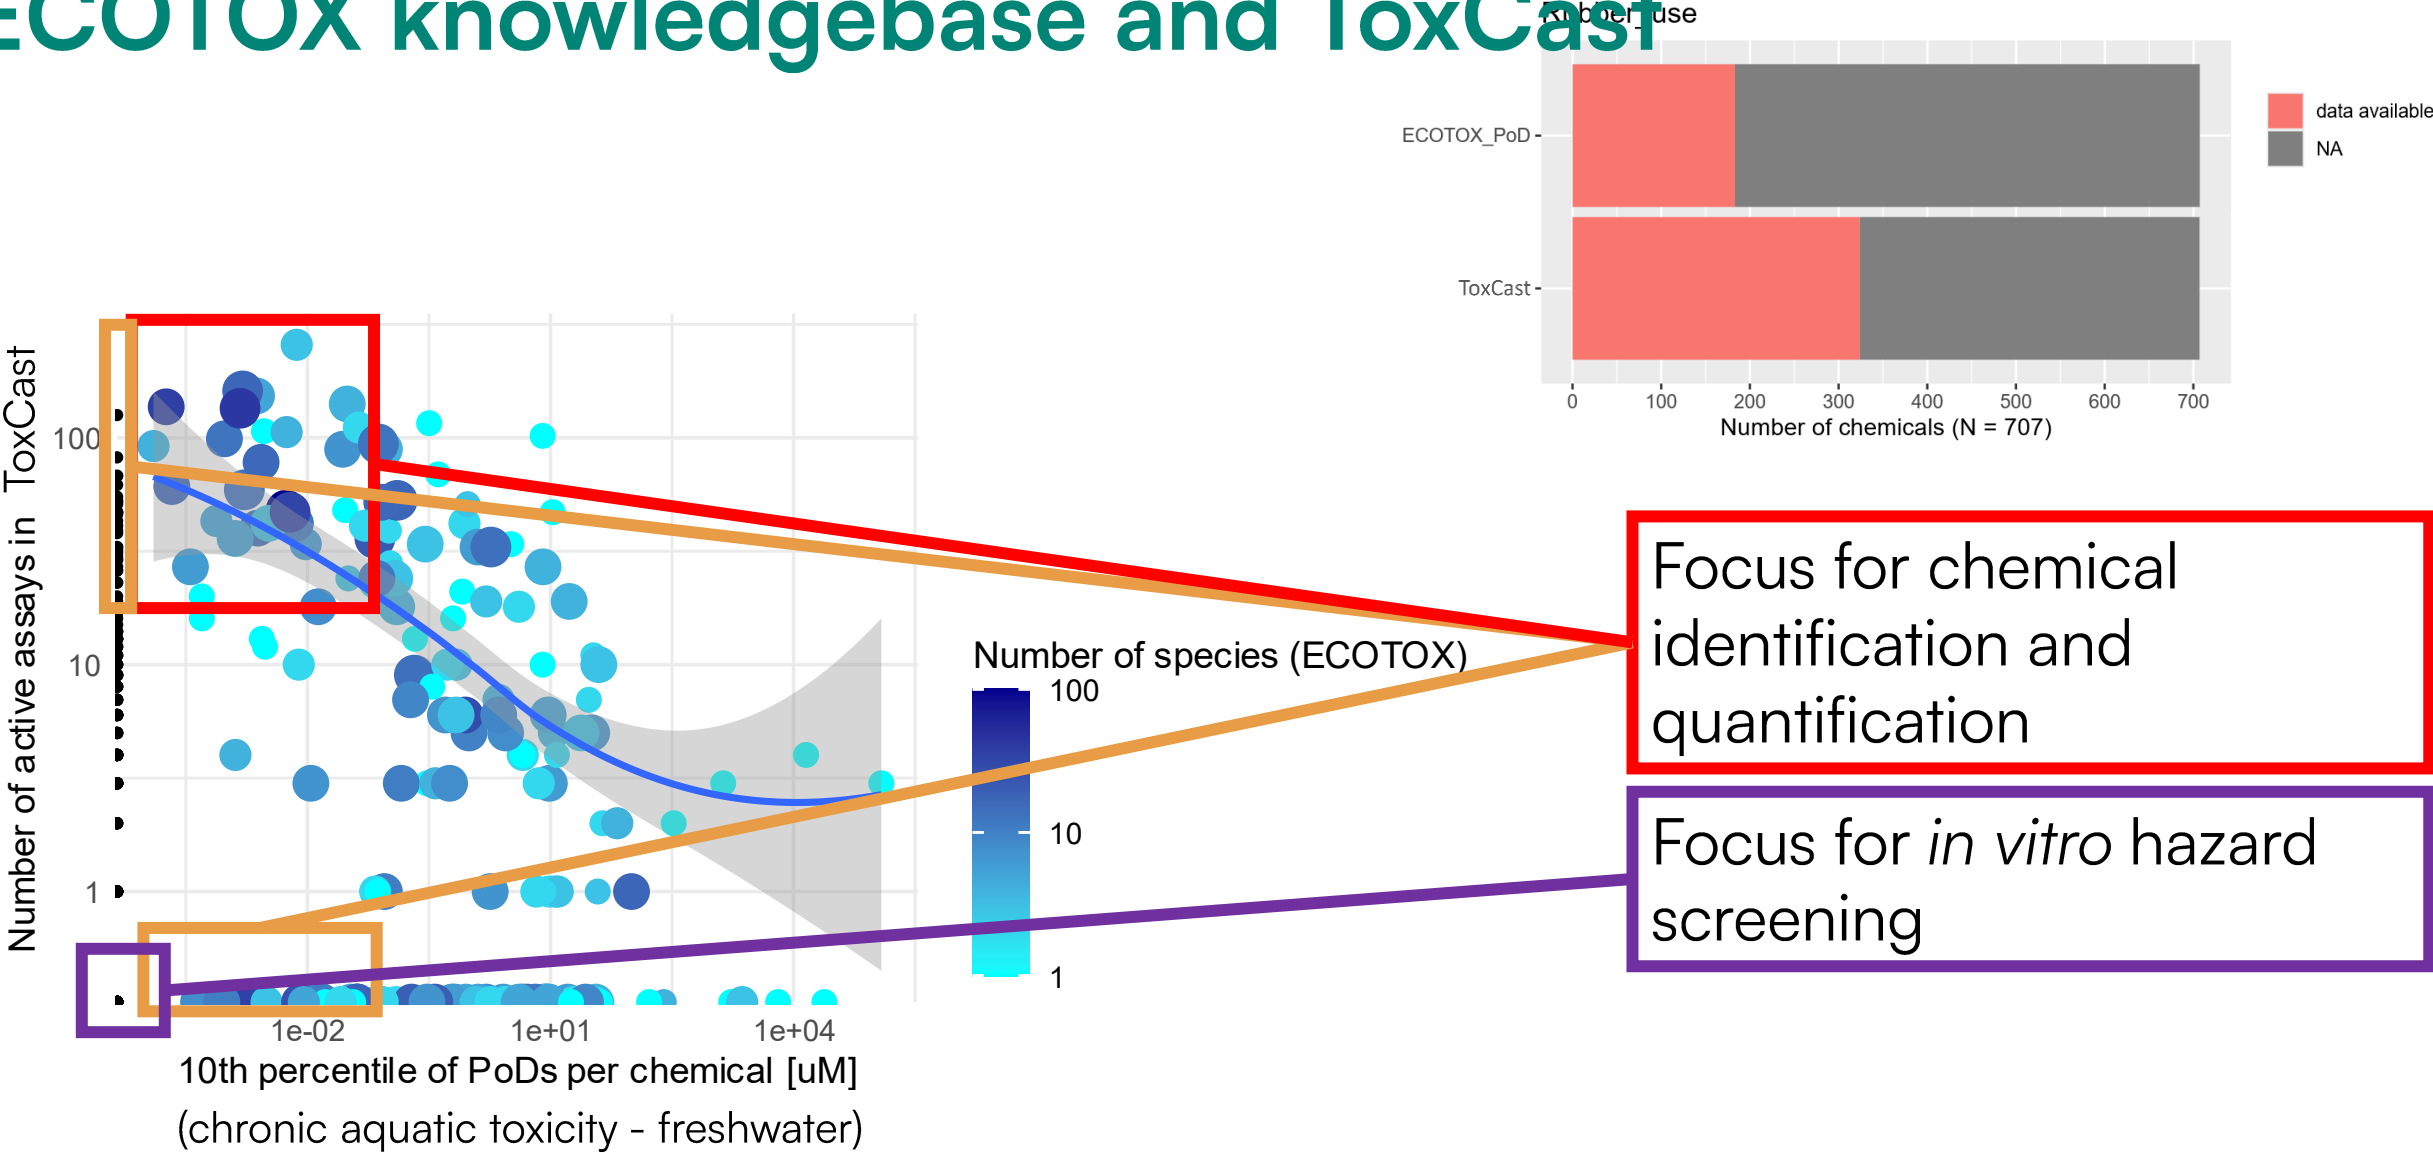 ECOTOX knowledgebase and ToxCast
Rubber_use
ECOTOX_PoD
ToxCast
data available
NA
0 100 200 300 400 500 600 700
Number of chemicals (N = 707)
Number of active assays in ToxCast
100
10
1
1e-02 1e+01 1e+04
10th percentile of PoDs per chemical [uM]
(chronic aquatic toxicity - freshwater)
Number of species (ECOTOX)
100
10
1
Focus for chemical
identification and
quantification
Focus for in vitro hazard
screening